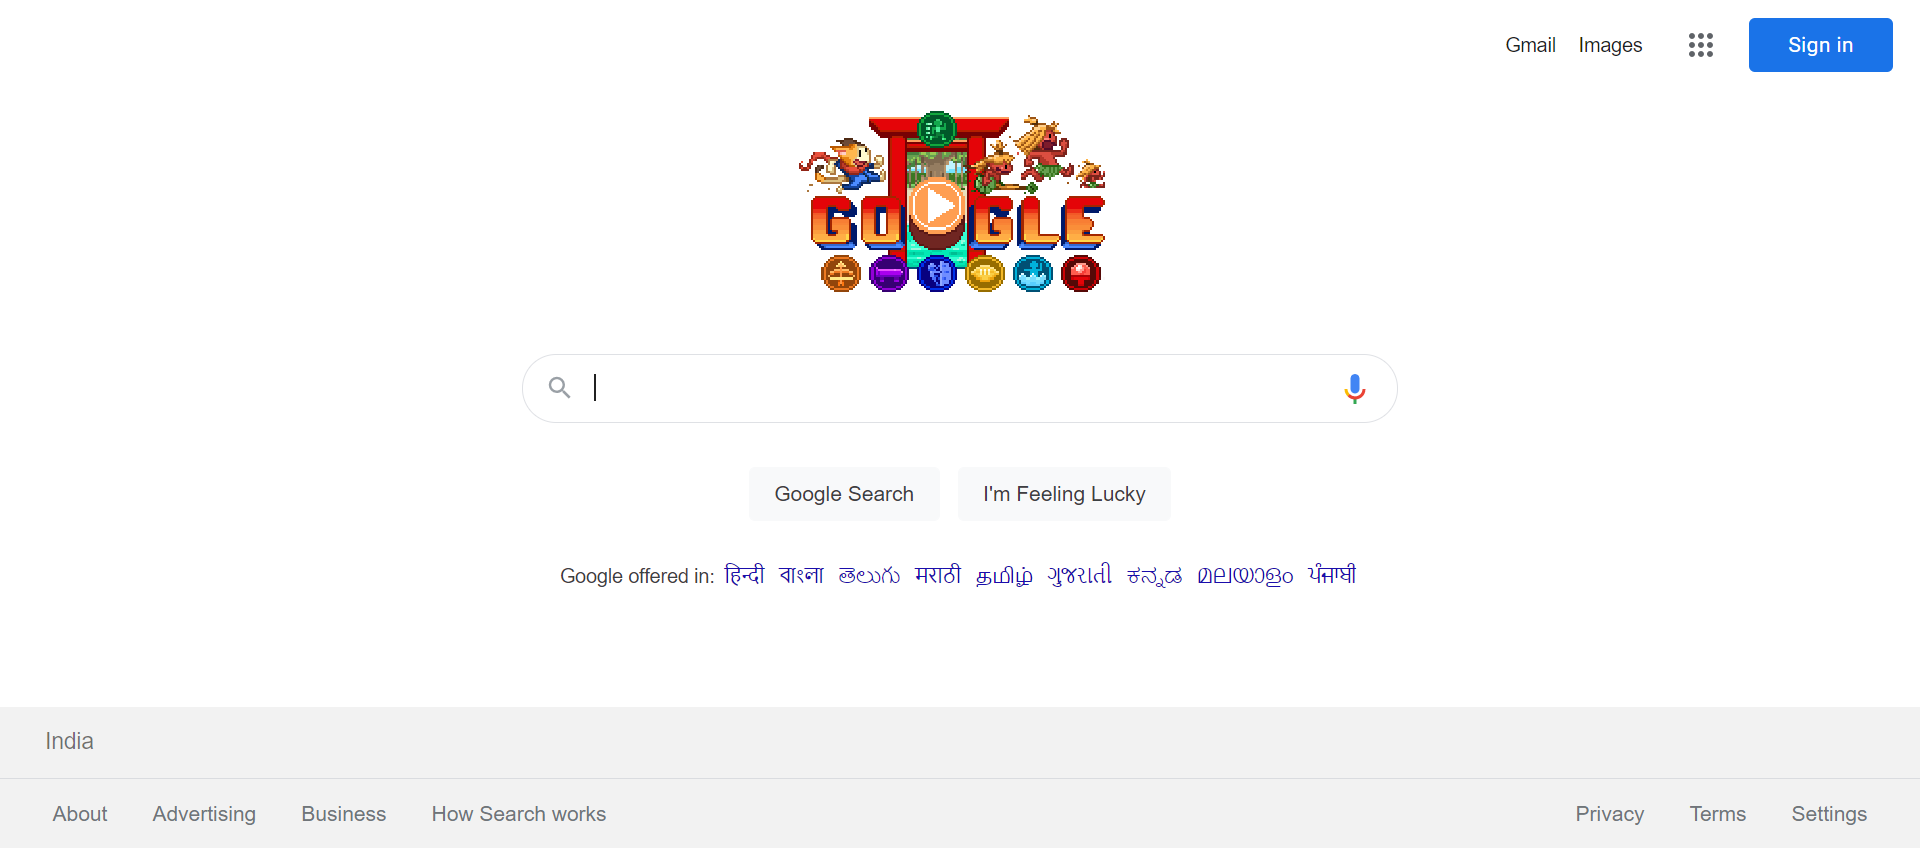 Gmail Images Sign in
GOOGLE
Google Search I'm Feeling Lucky
Google offered in: हिन्दी বাংলা తెలుగు मराठी தமிழ் ગુજરાતી ಕನ್ನಡ മലയാളം ਪੰਜਾਬੀ
India
About Advertising Business How Search works Privacy Terms Settings